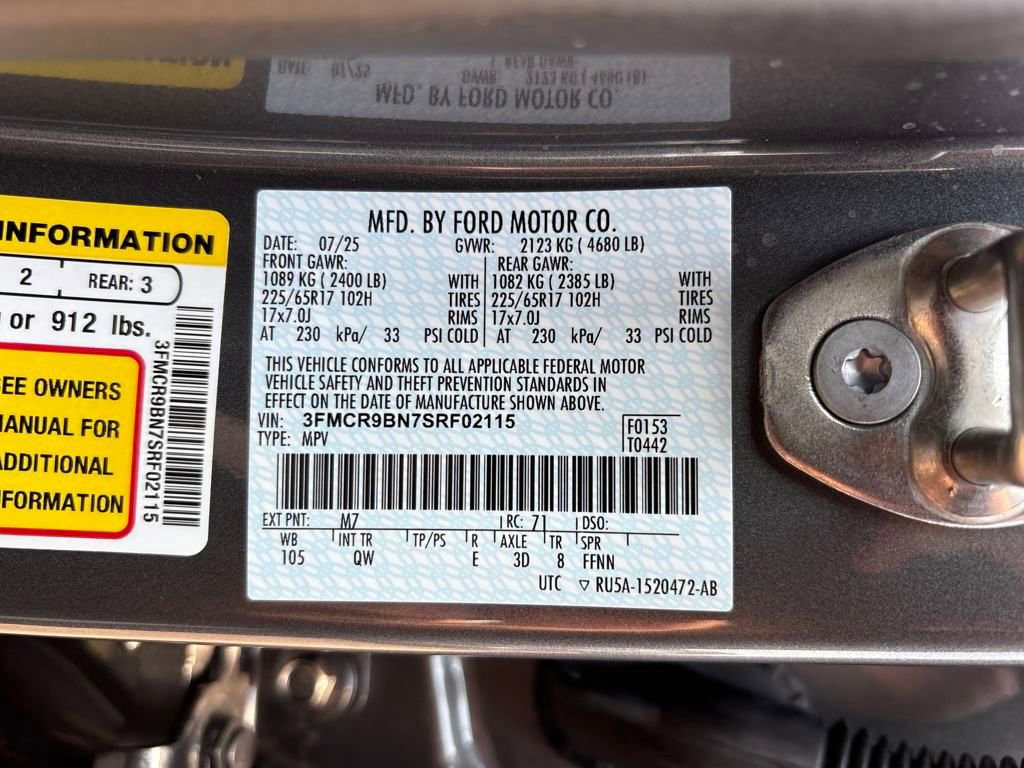 MFD. BY FORD MOTOR CO.
DATE: 07/25 GVWR: 2123 KG ( 4680 LB)
FRONT GAWR: REAR GAWR:
1089 KG ( 2400 LB) WITH 1082 KG ( 2385 LB) WITH
225/65R17 102H TIRES 225/65R17 102H TIRES
17x7.0J RIMS 17x7.0J RIMS
AT 230 kPa/ 33 PSI COLD AT 230 kPa/ 33 PSI COLD
THIS VEHICLE CONFORMS TO ALL APPLICABLE FEDERAL MOTOR
VEHICLE SAFETY AND THEFT PREVENTION STANDARDS IN
EFFECT ON THE DATE OF MANUFACTURE SHOWN ABOVE.
VIN: 3FMCR9BN7SRF02115 F0153
TYPE: MPV T0442
EXT PNT: M7 RC: 71 DSO:
WB INT TR TP/PS R AXLE TR SPR
105 QW E 3D 8 FFNN
UTC ▽ RU5A-1520472-AB
INFORMATION
2 REAR: 3
or 912 lbs.
SEE OWNERS
MANUAL FOR
ADDITIONAL
INFORMATION
3FMCR9BN7SRF02115